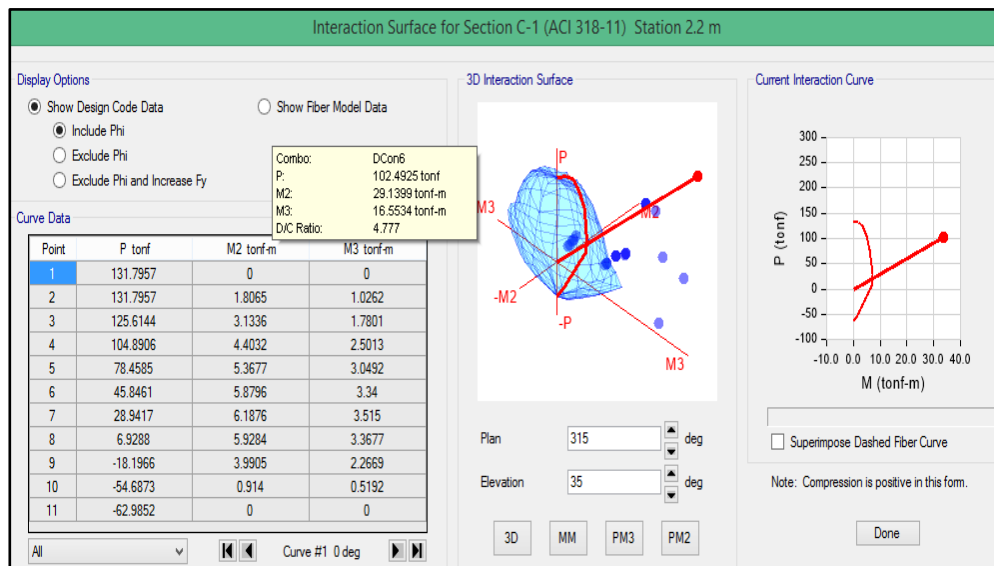 Interaction Surface for Section C-1 (ACI 318-11) Station 2.2 m
Display Options
Show Design Code Data
Show Fiber Model Data
Include Phi
Exclude Phi
Exclude Phi and Increase Fy
Combo: DCon6
P: 102.4925 tonf
M2: 29.1399 tonf-m
M3: 16.5534 tonf-m
D/C Ratio: 4.777
Curve Data
Point P tonf M2 tonf-m M3 tonf-m
1 131.7957 0 0
2 131.7957 1.8065 1.0262
3 125.6144 3.1336 1.7801
4 104.8906 4.4032 2.5013
5 78.4585 5.3677 3.0492
6 45.8461 5.8796 3.34
7 28.9417 6.1876 3.515
8 6.9288 5.9284 3.3677
9 -18.1966 3.9905 2.2669
10 -54.6873 0.914 0.5192
11 -62.9852 0 0
All
Curve #1 0 deg
3D Interaction Surface
P
M3
M2
-M2
-P
M3
Plan 315 deg
Elevation 35 deg
3D MM PM3 PM2
Current Interaction Curve
300
250
200
150
100
50
0
-50
-100
P (tonf)
-10.0 0.0 10.0 20.0 30.0 40.0
M (tonf-m)
Superimpose Dashed Fiber Curve
Note: Compression is positive in this form.
Done